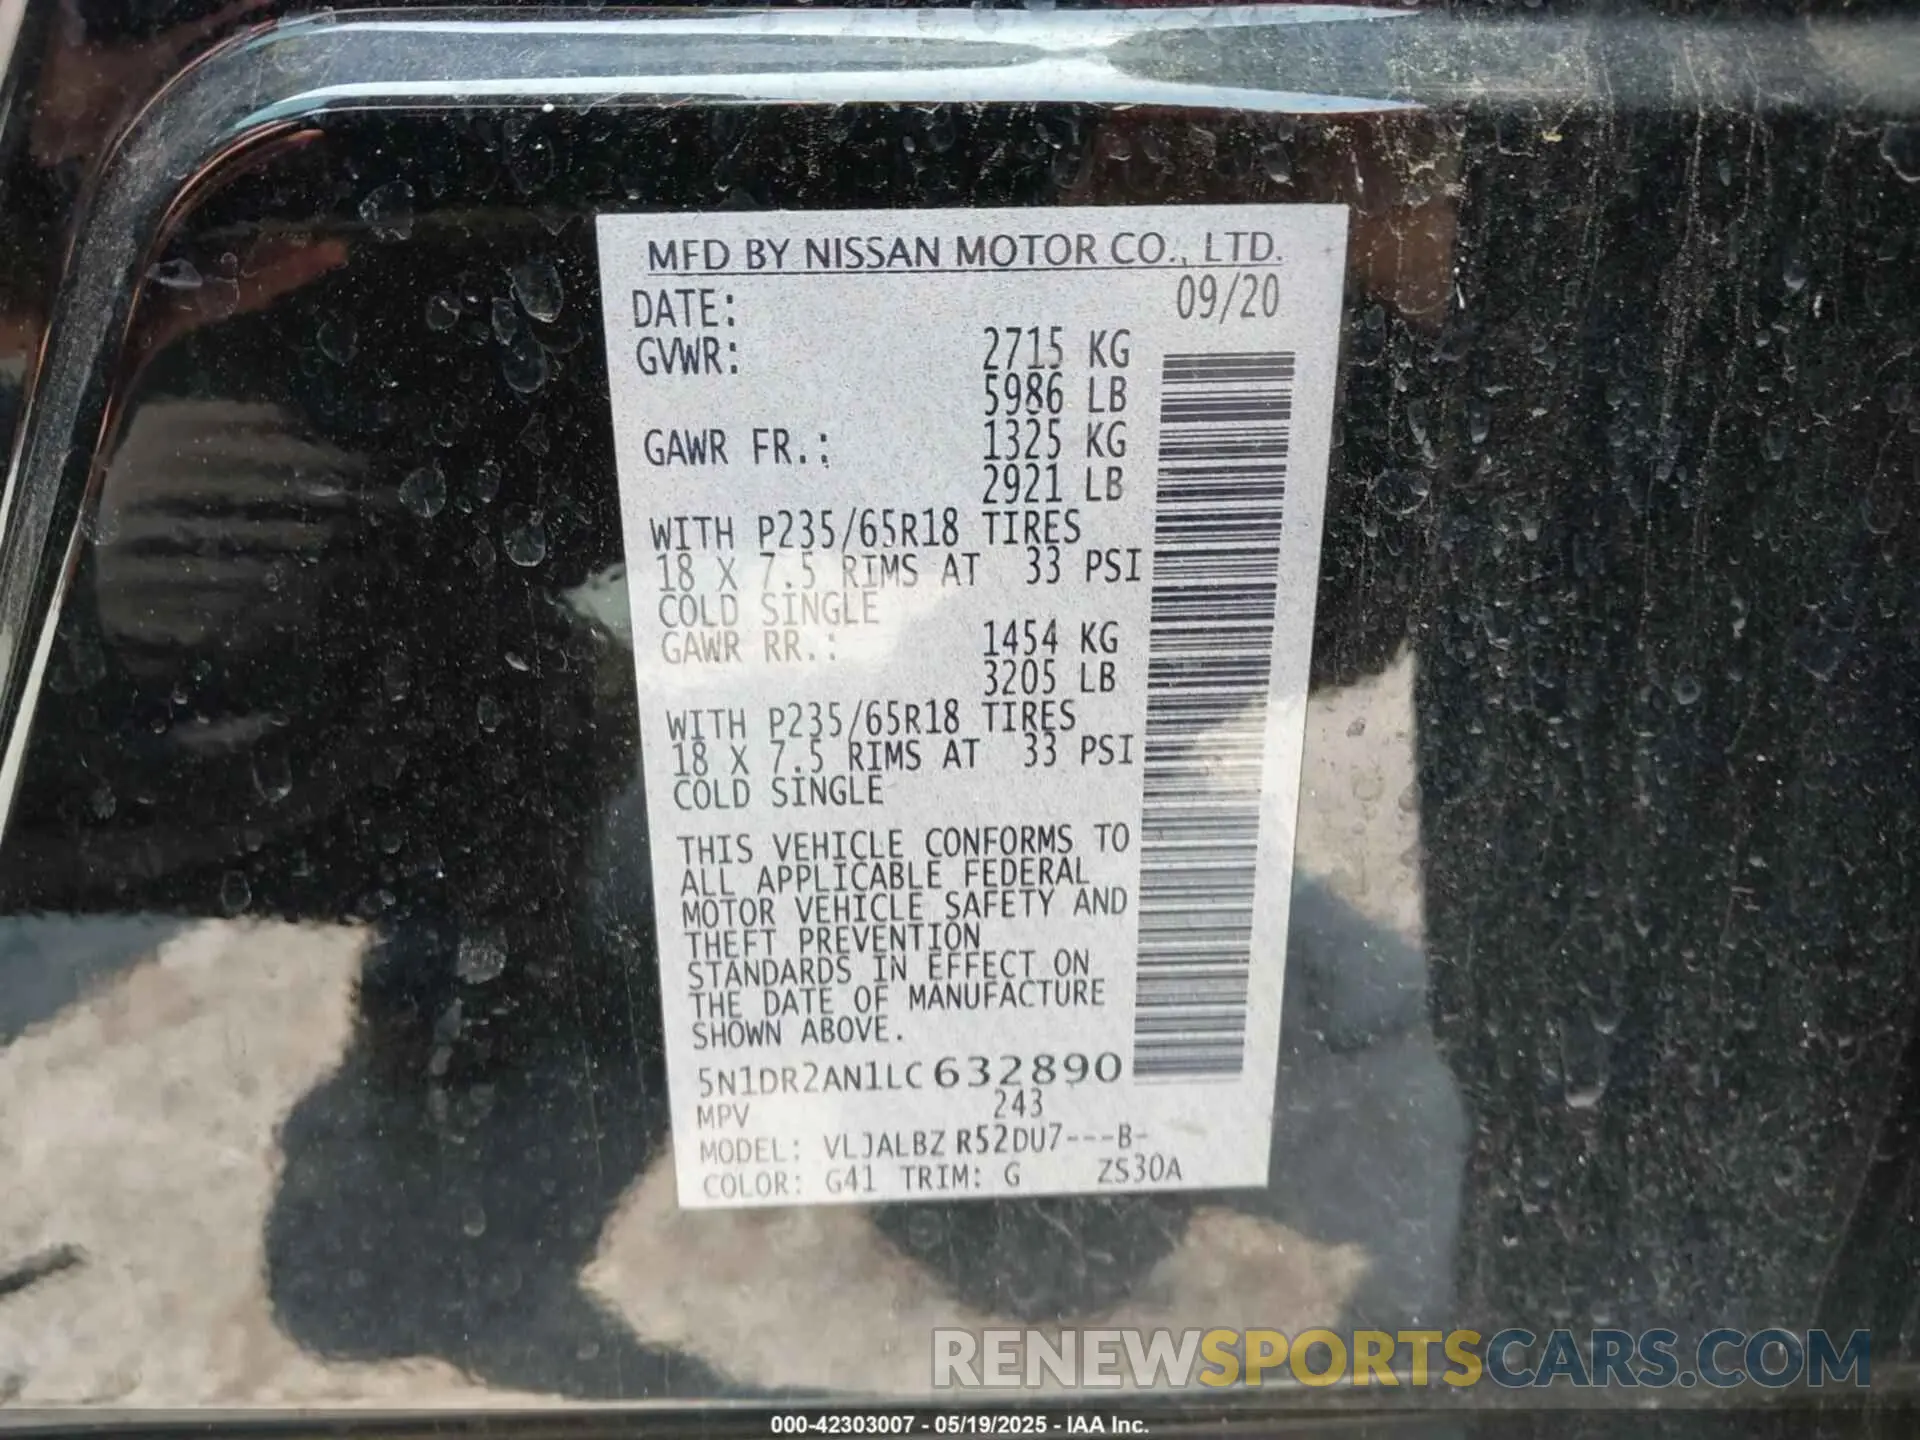 MFD BY NISSAN MOTOR CO., LTD.
DATE: 09/20
GVWR: 2715 KG
5986 LB
GAWR FR.: 1325 KG
2921 LB
WITH P235/65R18 TIRES
18 X 7.5 RIMS AT 33 PSI
COLD SINGLE
GAWR RR.: 1454 KG
3205 LB
WITH P235/65R18 TIRES
18 X 7.5 RIMS AT 33 PSI
COLD SINGLE
THIS VEHICLE CONFORMS TO
ALL APPLICABLE FEDERAL
MOTOR VEHICLE SAFETY AND
THEFT PREVENTION
STANDARDS IN EFFECT ON
THE DATE OF MANUFACTURE
SHOWN ABOVE.
5N1DR2AN1LC632890
MPV 243
MODEL: VLJALBZ R52DU7---B-
COLOR: G41 TRIM: G ZS30A
RENEWSPORTSCARS.COM
000-42303007 - 05/19/2025 - IAA Inc.